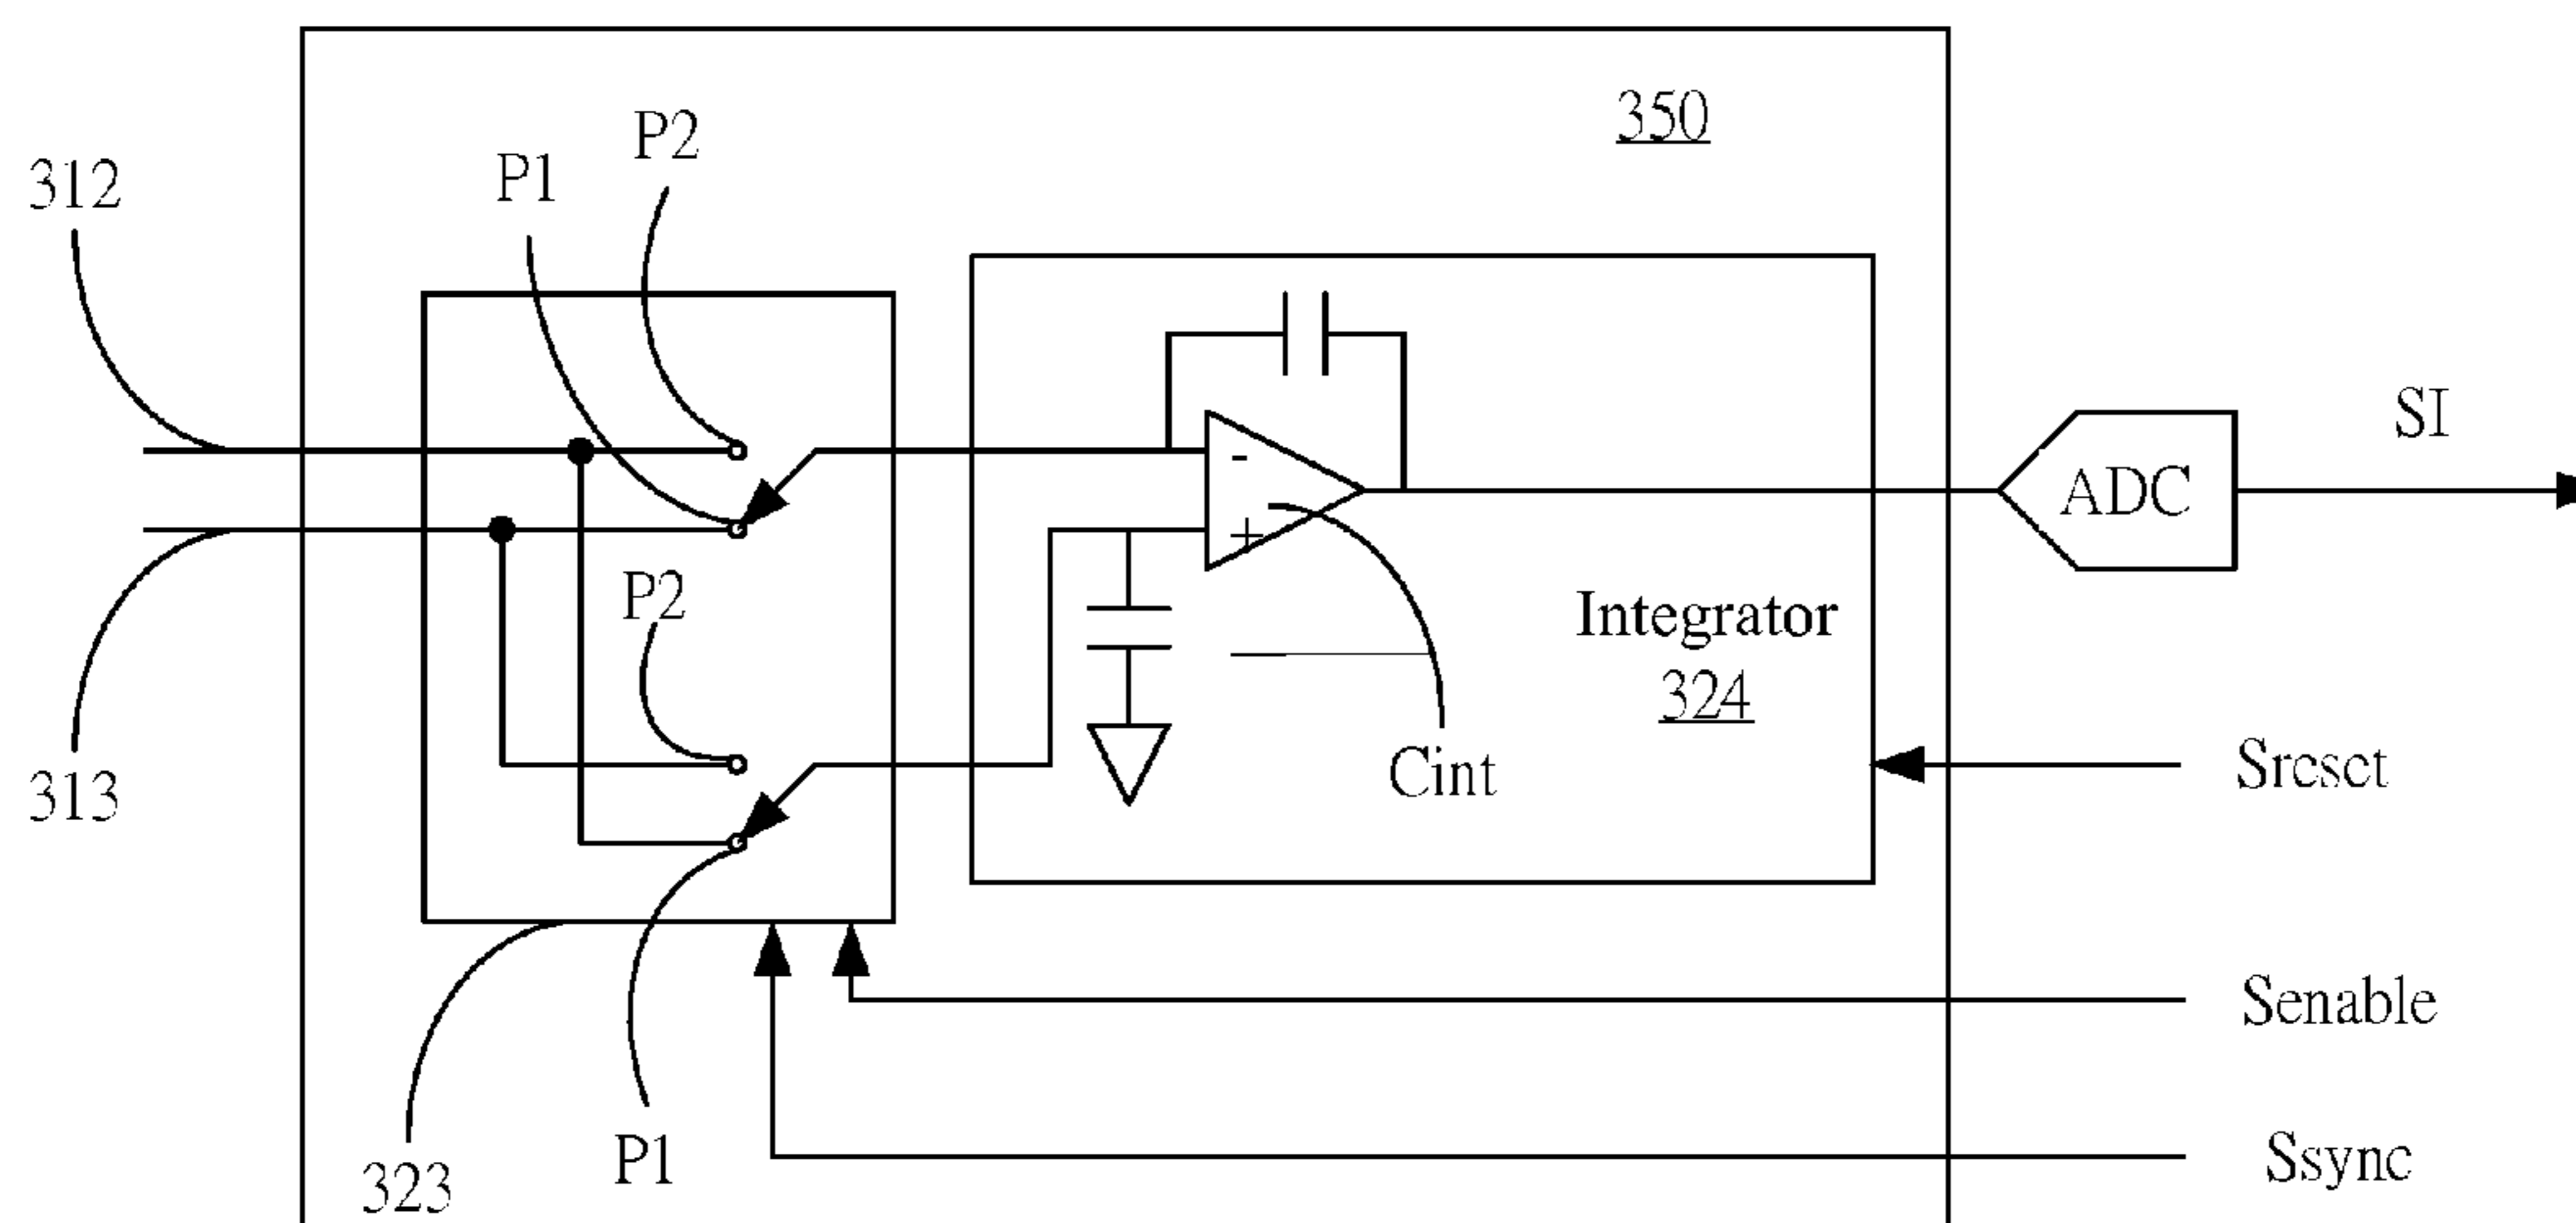 350
P2
P1
312
SI
-
ADC
+
P2
Integrator
324
Cint
Sreset
313
Senable
P1
Ssync
323